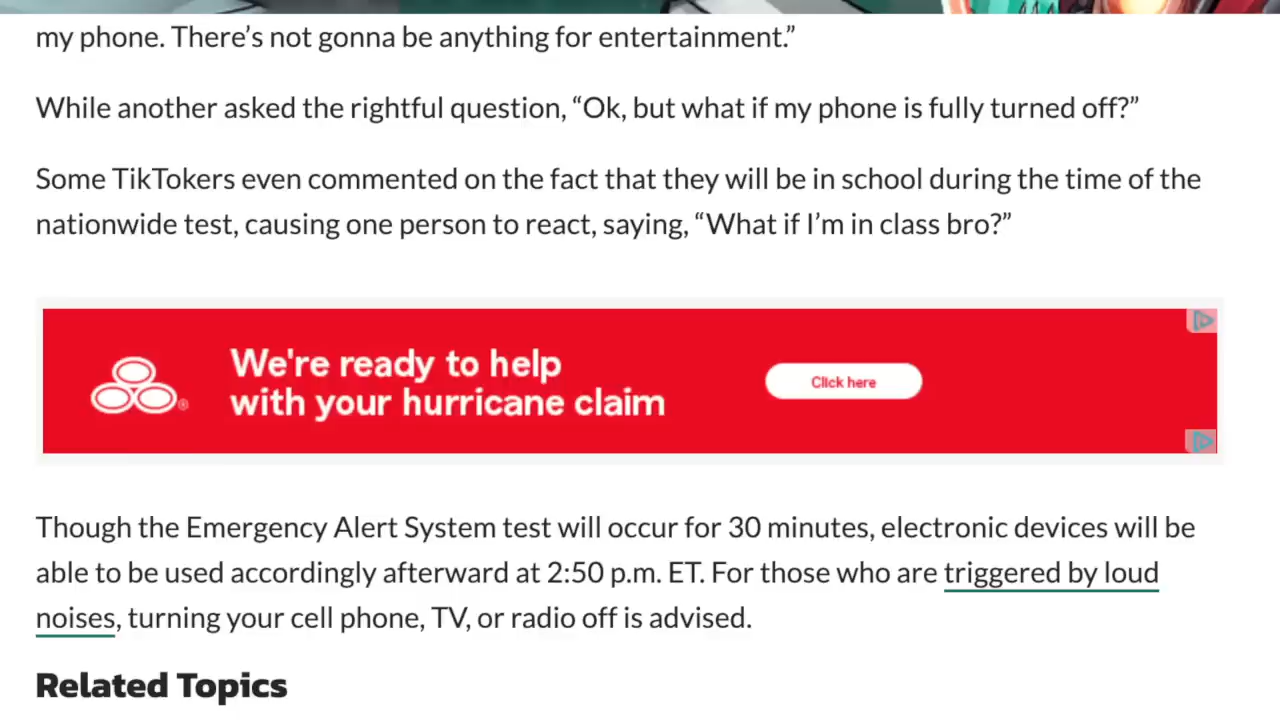 my phone. There’s not gonna be anything for entertainment.”
While another asked the rightful question, “Ok, but what if my phone is fully turned off?”
Some TikTokers even commented on the fact that they will be in school during the time of the
nationwide test, causing one person to react, saying, “What if I’m in class bro?”
We're ready to help
with your hurricane claim
Click here
Though the Emergency Alert System test will occur for 30 minutes, electronic devices will be
able to be used accordingly afterward at 2:50 p.m. ET. For those who are triggered by loud
noises, turning your cell phone, TV, or radio off is advised.
Related Topics